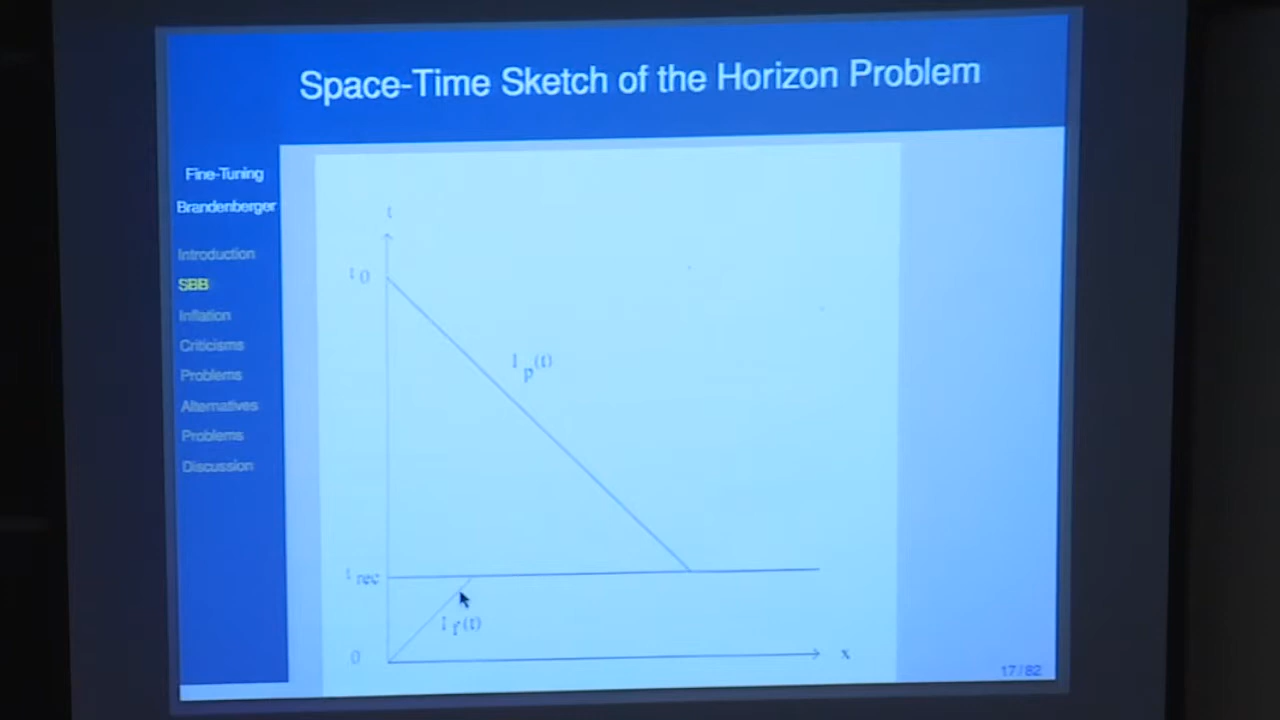 Space-Time Sketch of the Horizon Problem
Fine-Tuning
Brandenberger
Introduction
SBB
Inflation
Criticisms
Problems
Alternatives
Problems
Discussion
t
t 0
l p (t)
t rec
l f (t)
0
x
17/82